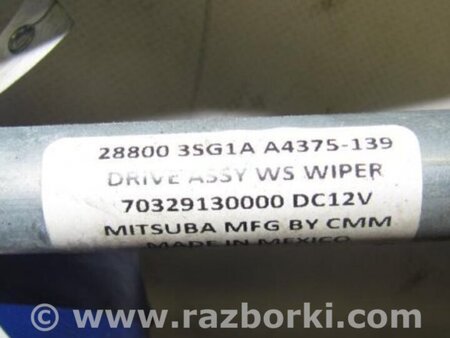 28800 3SG1A A4375-139
DRIVE ASSY WS WIPER
70329130000 DC12V
MITSUBA MFG BY CMM
MADE IN MEXICO
www.razborki.com